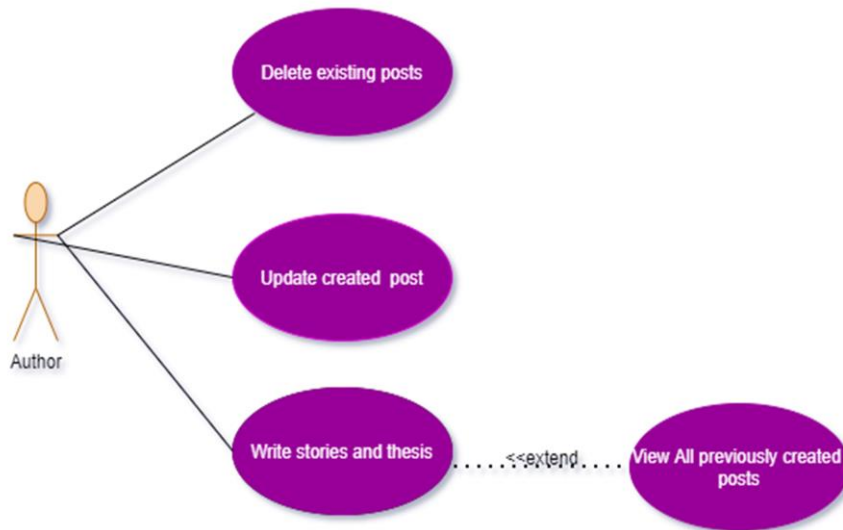 Delete existing posts
Update created post
Author
Write stories and thesis
<<extend
View All previously created
posts